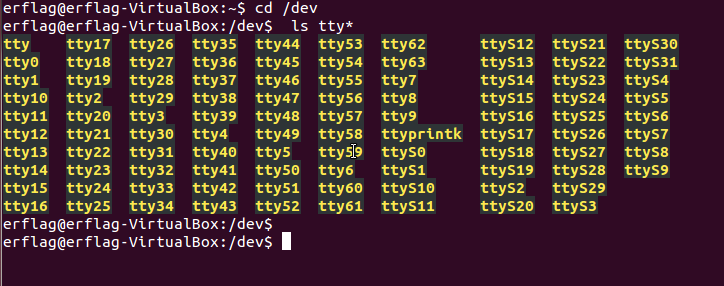 erflag@erflag-VirtualBox:~$ cd /dev
erflag@erflag-VirtualBox:/dev$  ls tty*
tty    tty17  tty26  tty35  tty44  tty53  tty62      ttyS12  ttyS21  ttyS30
tty0   tty18  tty27  tty36  tty45  tty54  tty63      ttyS13  ttyS22  ttyS31
tty1   tty19  tty28  tty37  tty46  tty55  tty7       ttyS14  ttyS23  ttyS4
tty10  tty2   tty29  tty38  tty47  tty56  tty8       ttyS15  ttyS24  ttyS5
tty11  tty20  tty3   tty39  tty48  tty57  tty9       ttyS16  ttyS25  ttyS6
tty12  tty21  tty30  tty4   tty49  tty58  ttyprintk  ttyS17  ttyS26  ttyS7
tty13  tty22  tty31  tty40  tty5   tty59  ttyS0      ttyS18  ttyS27  ttyS8
tty14  tty23  tty32  tty41  tty50  tty6   ttyS1      ttyS19  ttyS28  ttyS9
tty15  tty24  tty33  tty42  tty51  tty60  ttyS10     ttyS2   ttyS29
tty16  tty25  tty34  tty43  tty52  tty61  ttyS11     ttyS20  ttyS3
erflag@erflag-VirtualBox:/dev$
erflag@erflag-VirtualBox:/dev$